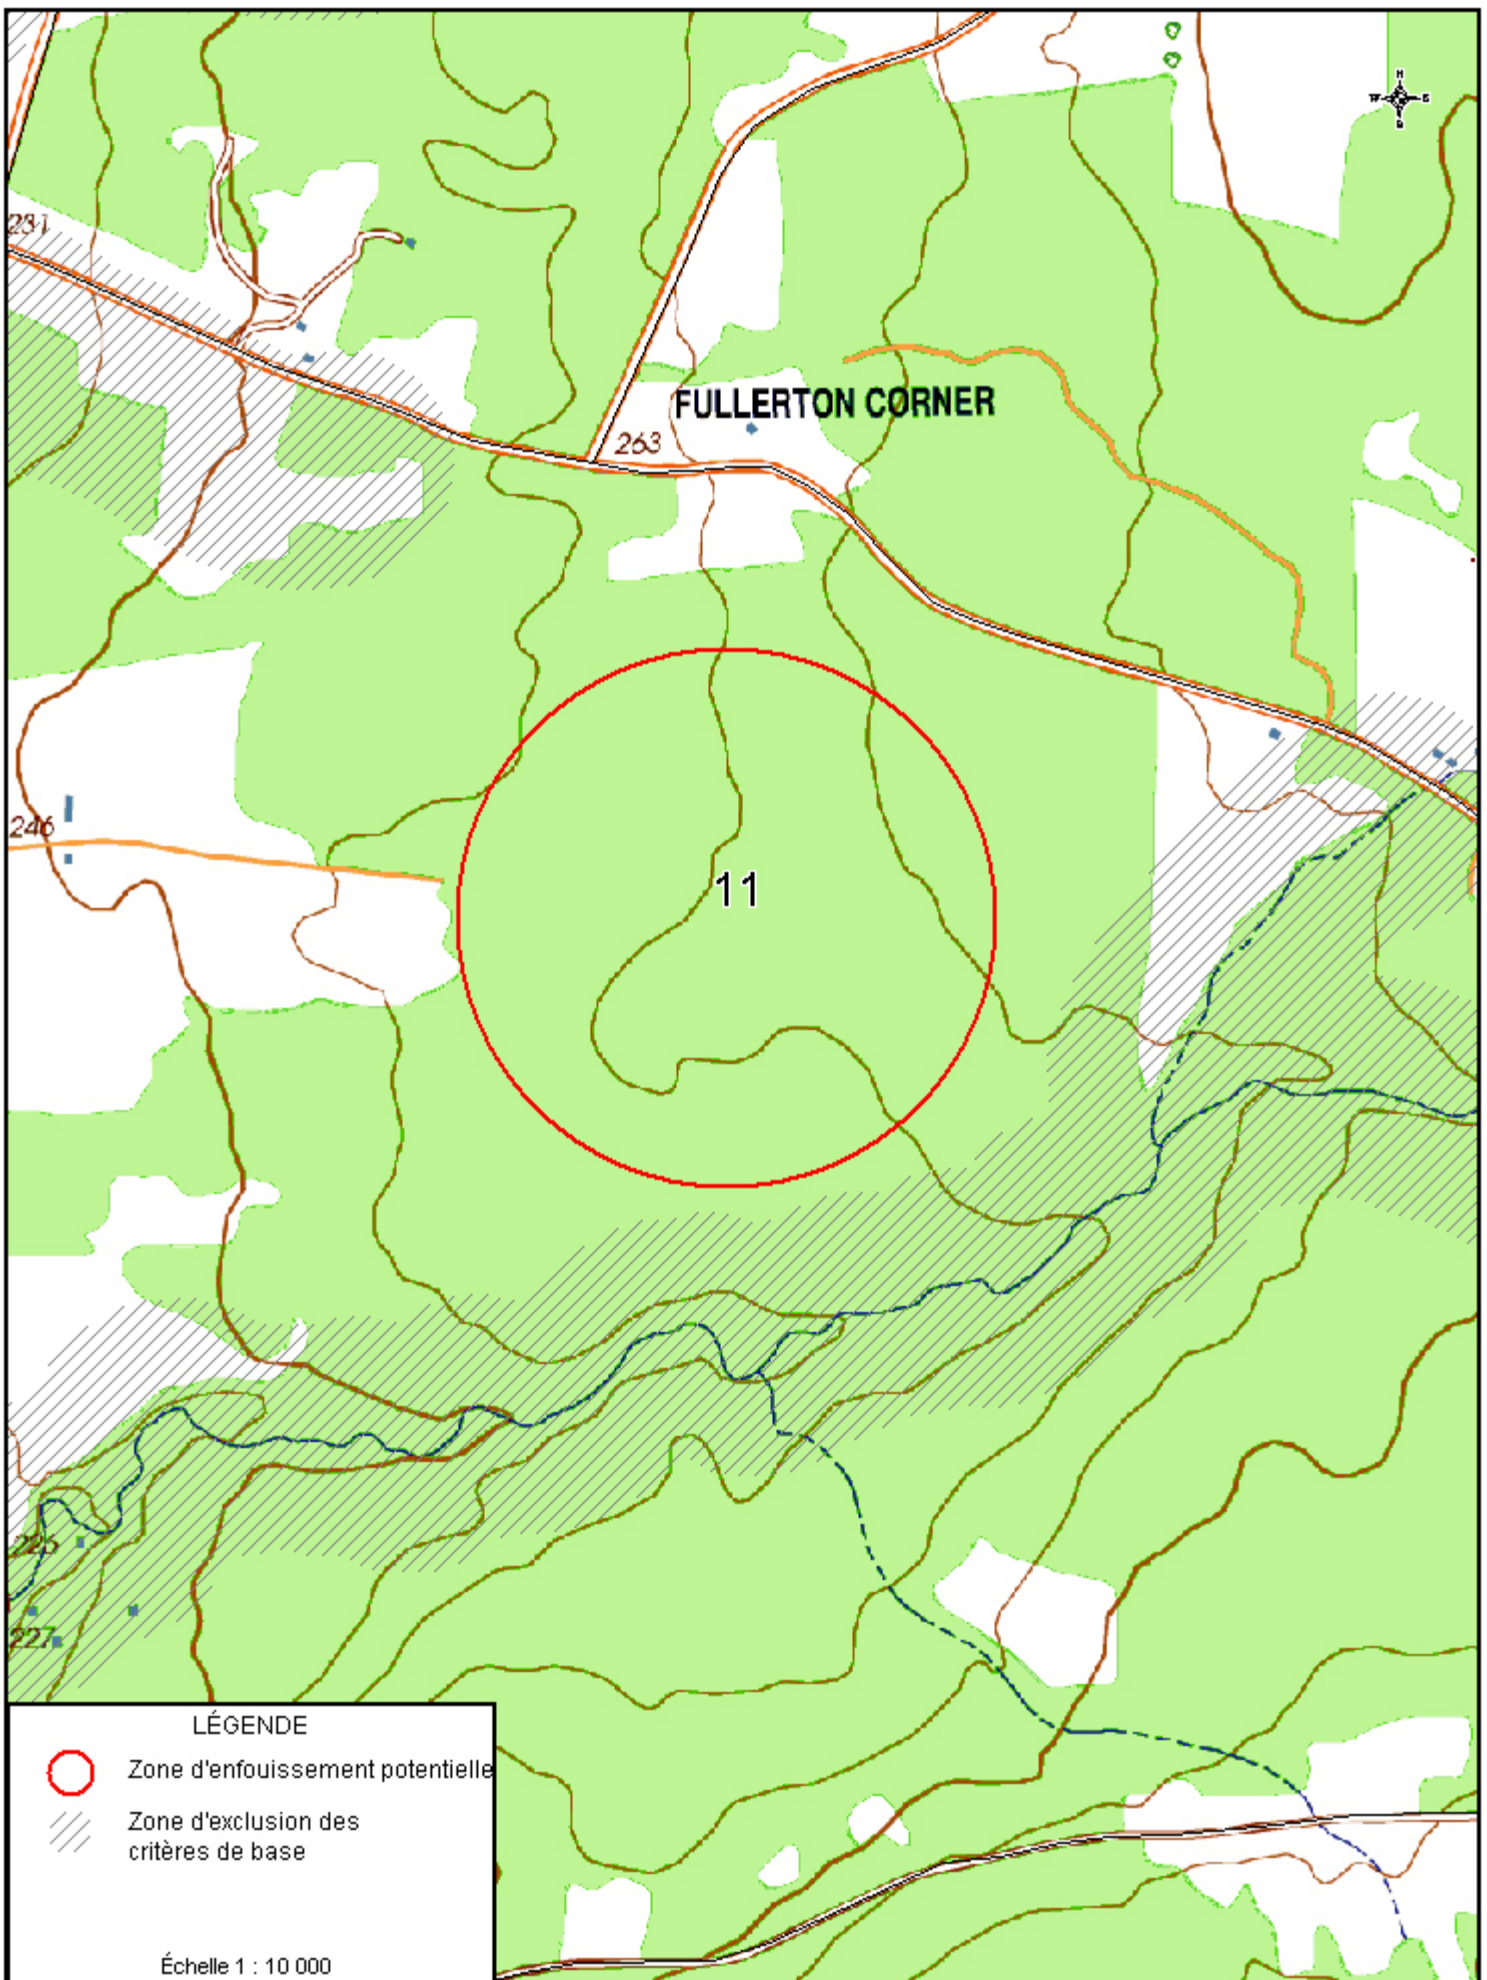 N
W E
S
231
FULLERTON CORNER
263
246
11
226
227
LÉGENDE
Zone d'enfouissement potentielle
Zone d'exclusion des
critères de base
Échelle 1 : 10 000